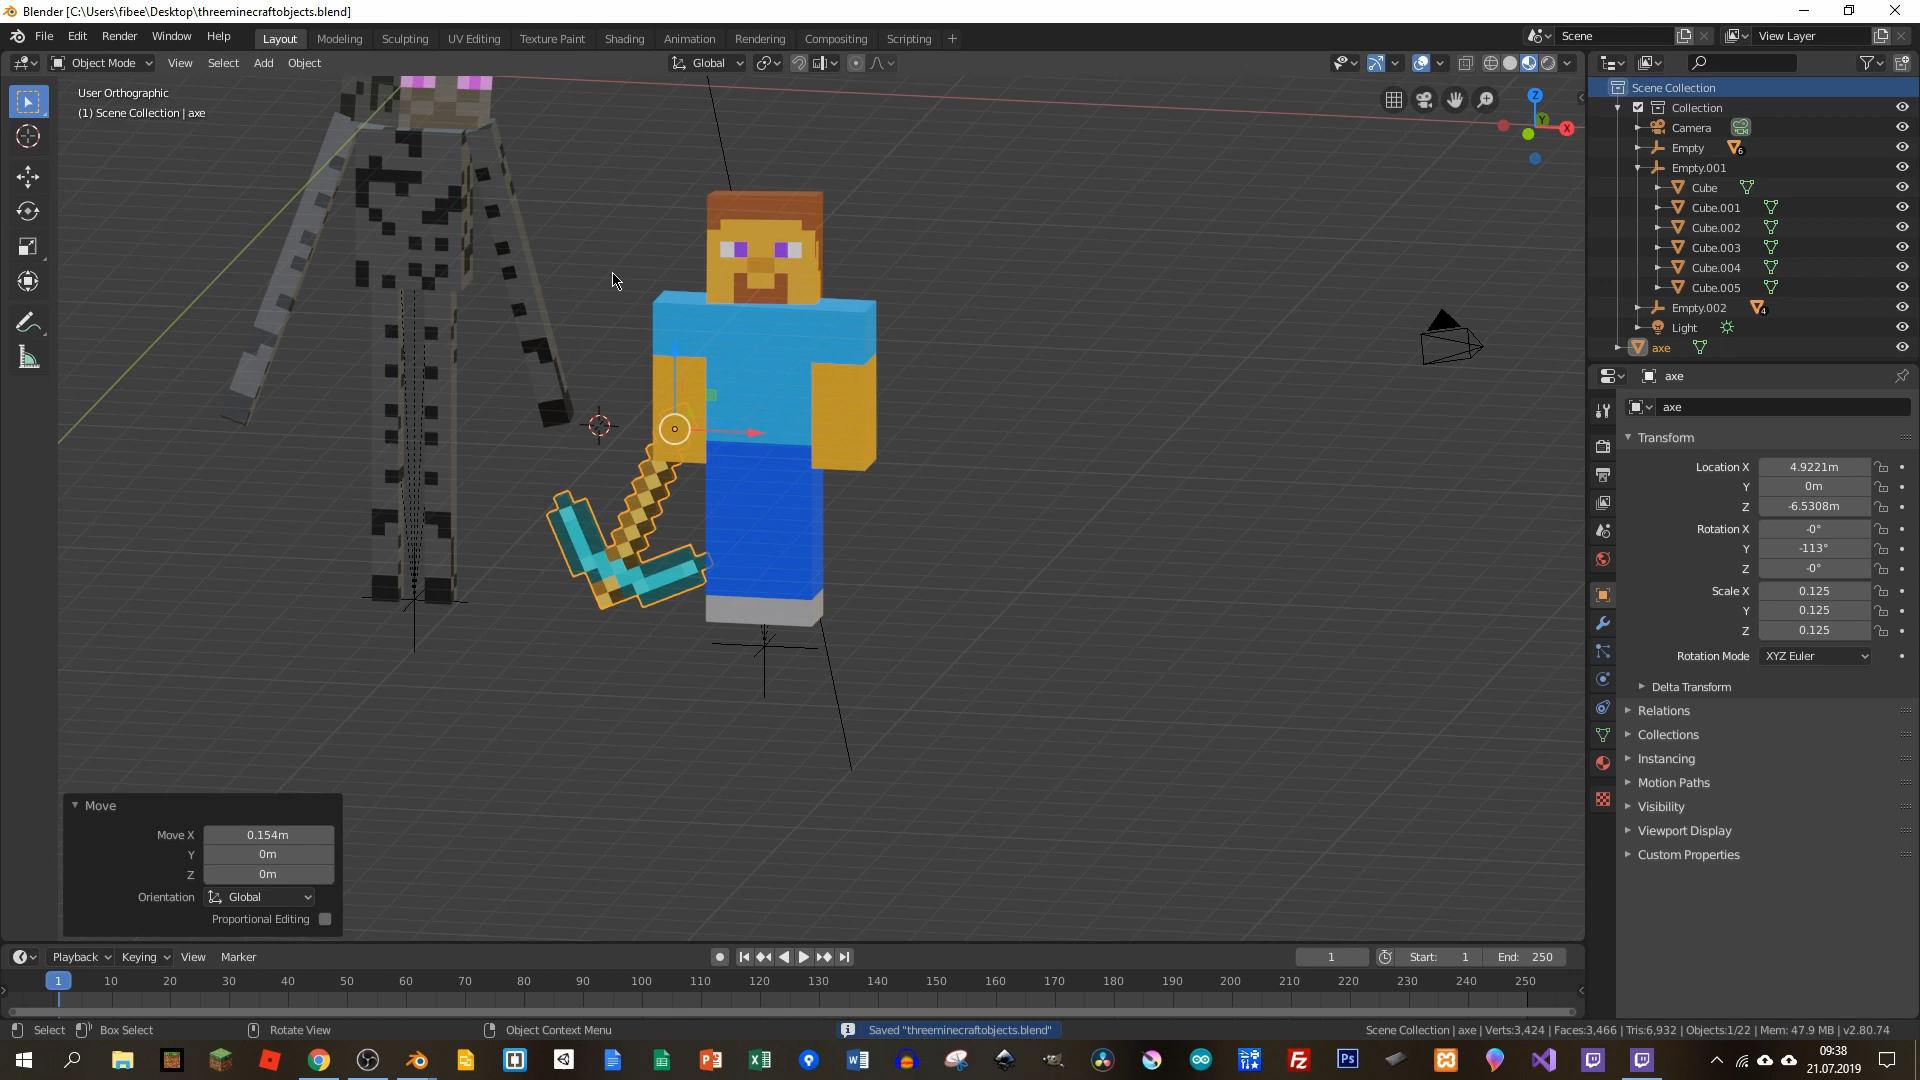 Blender [C:\Users\fibee\Desktop\threeminecraftobjects.blend]
File Edit Render Window Help Layout Modeling Sculpting UV Editing Texture Paint Shading Animation Rendering Compositing Scripting + Scene View Layer
Object Mode View Select Add Object Global
User Orthographic
(1) Scene Collection | axe
Z
Y
X
Scene Collection
Collection
Camera
Empty 6
Empty.001
Cube
Cube.001
Cube.002
Cube.003
Cube.004
Cube.005
Empty.002 4
Light
axe
axe
axe
Transform
Location X 4.9221m
Y 0m
Z -6.5308m
Rotation X -0°
Y -113°
Z -0°
Scale X 0.125
Y 0.125
Z 0.125
Rotation Mode XYZ Euler
Delta Transform
Relations
Collections
Instancing
Motion Paths
Visibility
Viewport Display
Custom Properties
Move
Move X 0.154m
Y 0m
Z 0m
Orientation Global
Proportional Editing
Playback Keying View Marker 1 Start: 1 End: 250
1 10 20 30 40 50 60 70 80 90 100 110 120 130 140 150 160 170 180 190 200 210 220 230 240 250
Select Box Select Rotate View Object Context Menu Saved "threeminecraftobjects.blend" Scene Collection | axe | Verts:3,424 | Faces:3,466 | Tris:6,932 | Objects:1/22 | Mem: 47.9 MB | v2.80.74
09:38
21.07.2019